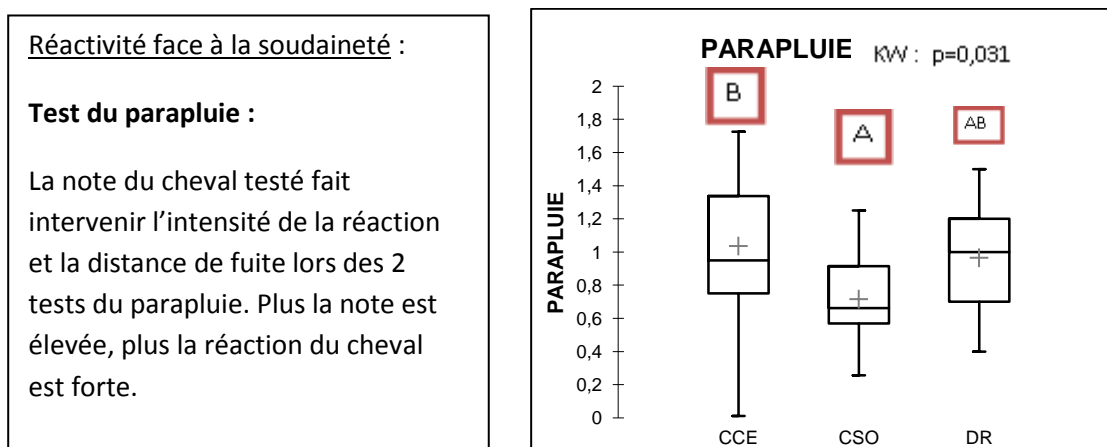 Réactivité face à la soudaineté :
Test du parapluie :
La note du cheval testé fait
intervenir l’intensité de la réaction
et la distance de fuite lors des 2
tests du parapluie. Plus la note est
élevée, plus la réaction du cheval
est forte.
PARAPLUIE KW : p=0,031
PARAPLUIE
2
1,8
1,6
1,4
1,2
1
0,8
0,6
0,4
0,2
0
B
A
AB
CCE CSO DR